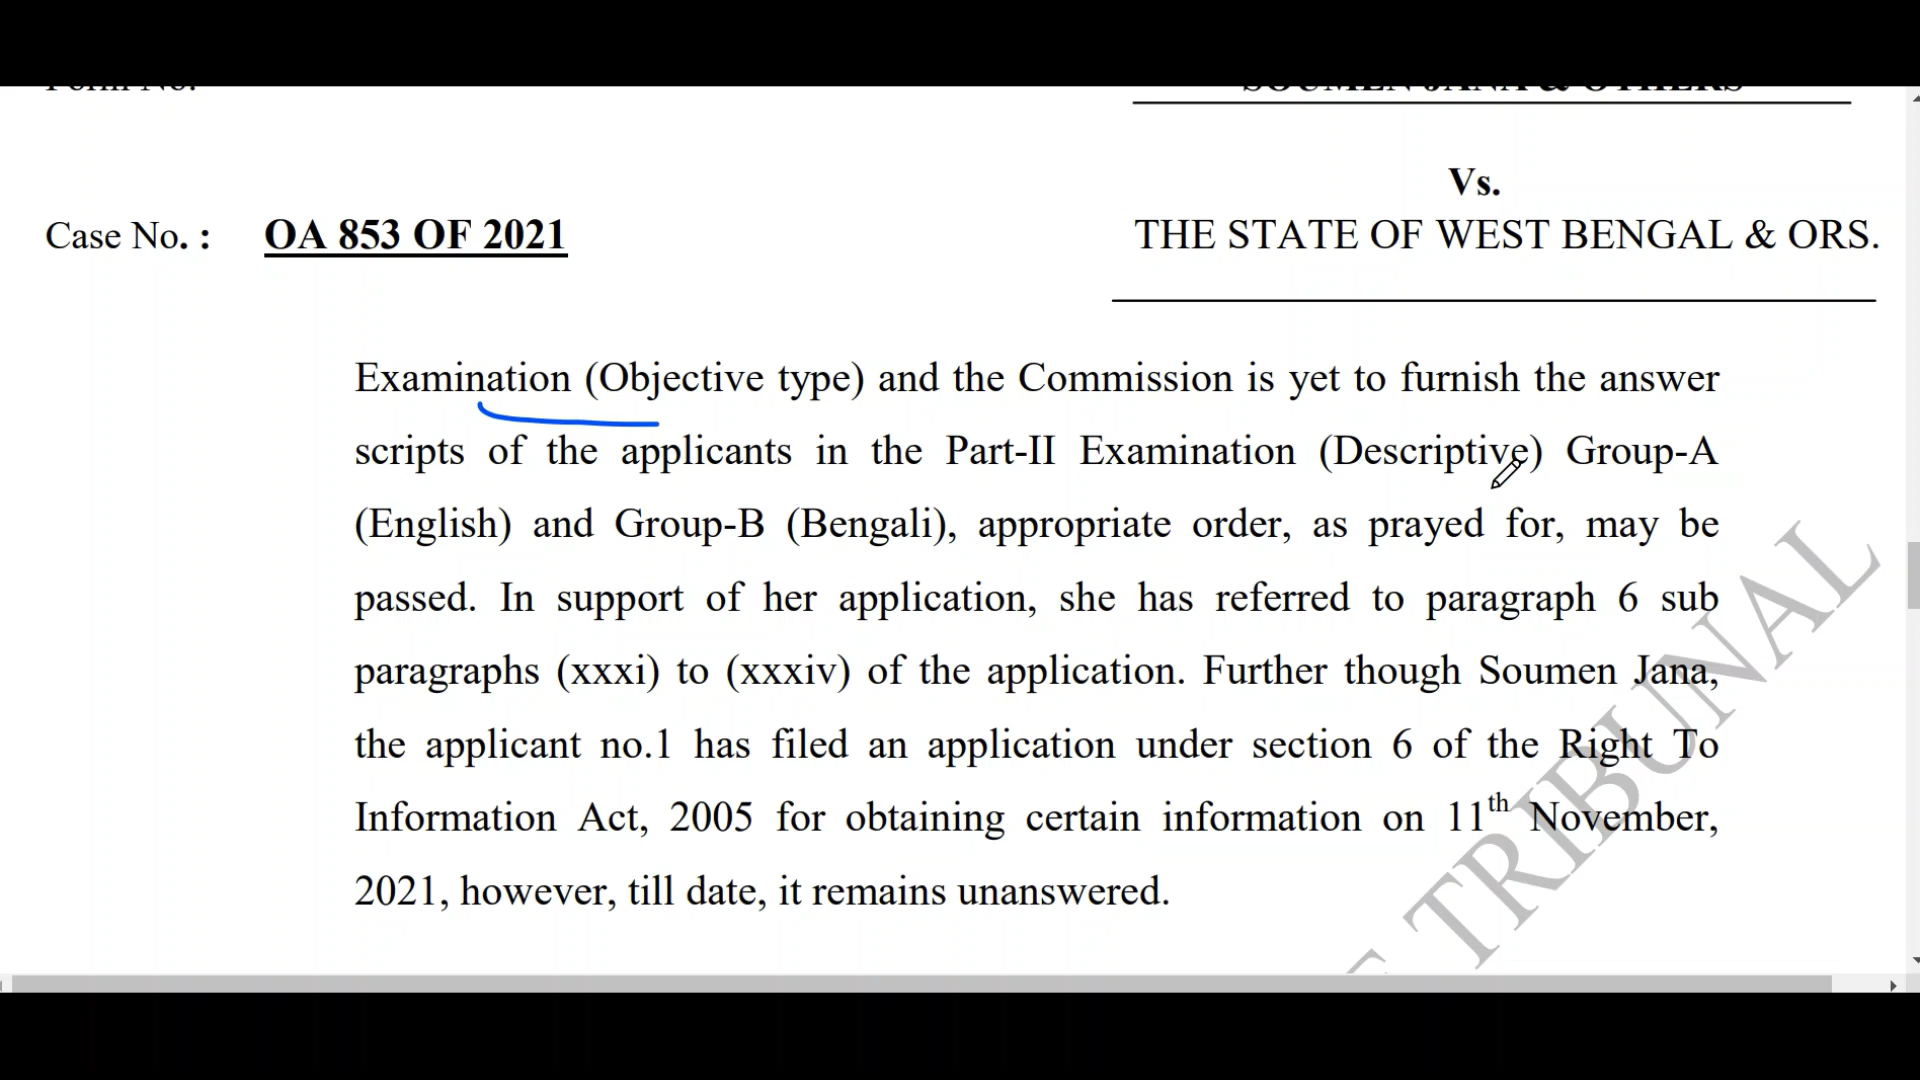 Form No.
SOUMEN JANA & OTHERS
Vs.
Case No. : OA 853 OF 2021 THE STATE OF WEST BENGAL & ORS.
Examination (Objective type) and the Commission is yet to furnish the answer
scripts of the applicants in the Part-II Examination (Descriptive) Group-A
(English) and Group-B (Bengali), appropriate order, as prayed for, may be
passed. In support of her application, she has referred to paragraph 6 sub
paragraphs (xxxi) to (xxxiv) of the application. Further though Soumen Jana,
the applicant no.1 has filed an application under section 6 of the Right To
Information Act, 2005 for obtaining certain information on 11th November,
2021, however, till date, it remains unanswered.
TRIBUNAL